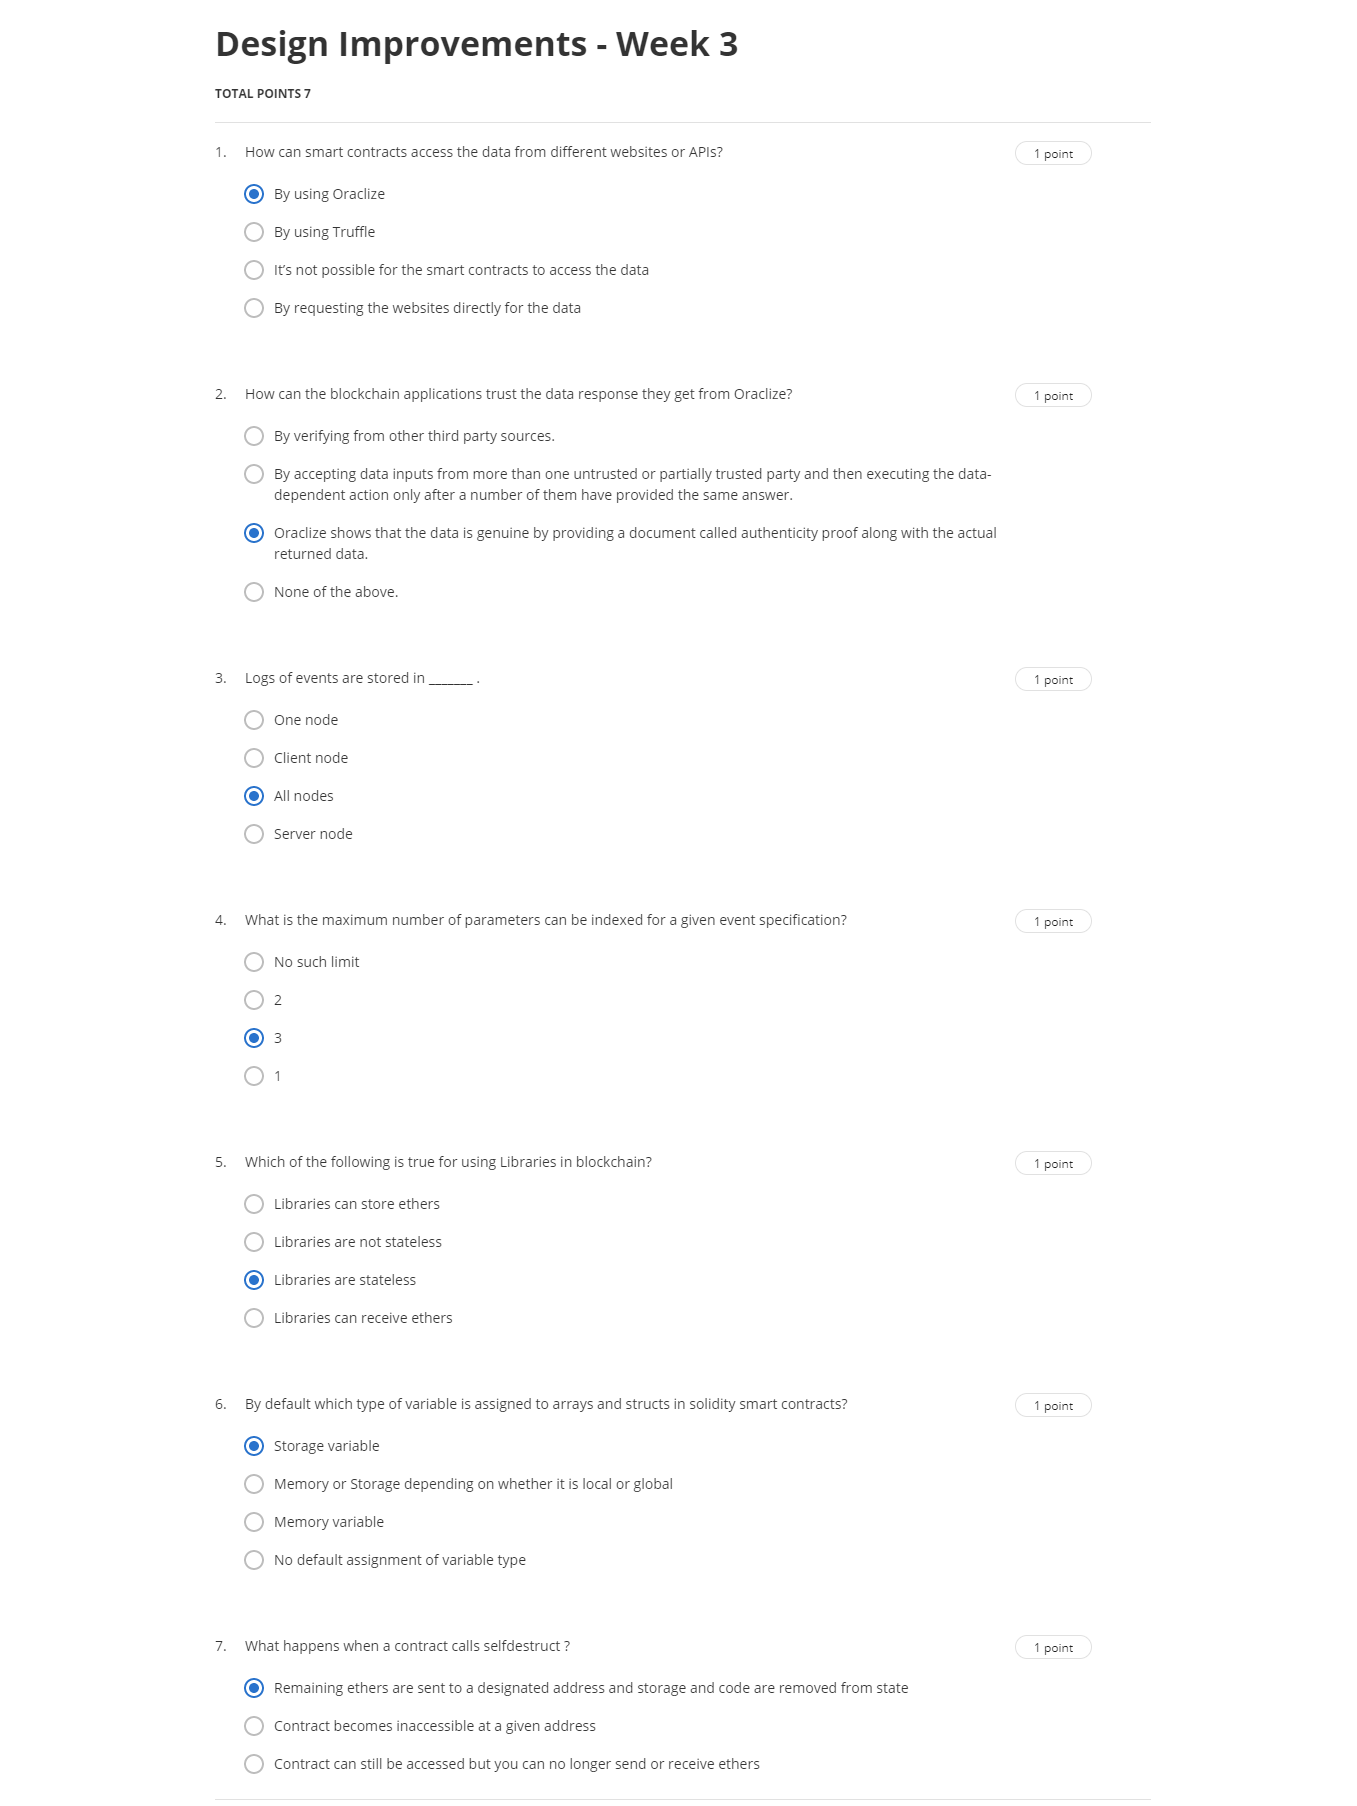 Design Improvements - Week 3
TOTAL POINTS 7
1. How can smart contracts access the data from different websites or APIs?
1 point
By using Oraclize
By using Truffle
It’s not possible for the smart contracts to access the data
By requesting the websites directly for the data
2. How can the blockchain applications trust the data response they get from Oraclize?
1 point
By verifying from other third party sources.
By accepting data inputs from more than one untrusted or partially trusted party and then executing the data-
dependent action only after a number of them have provided the same answer.
Oraclize shows that the data is genuine by providing a document called authenticity proof along with the actual
returned data.
None of the above.
3. Logs of events are stored in _______ .
1 point
One node
Client node
All nodes
Server node
4. What is the maximum number of parameters can be indexed for a given event specification?
1 point
No such limit
2
3
1
5. Which of the following is true for using Libraries in blockchain?
1 point
Libraries can store ethers
Libraries are not stateless
Libraries are stateless
Libraries can receive ethers
6. By default which type of variable is assigned to arrays and structs in solidity smart contracts?
1 point
Storage variable
Memory or Storage depending on whether it is local or global
Memory variable
No default assignment of variable type
7. What happens when a contract calls selfdestruct ?
1 point
Remaining ethers are sent to a designated address and storage and code are removed from state
Contract becomes inaccessible at a given address
Contract can still be accessed but you can no longer send or receive ethers